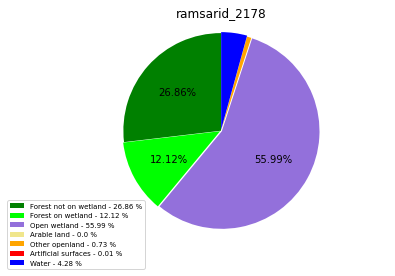 ramsarid_2178
26.86%
12.12%
55.99%
Forest not on wetland - 26.86 %
Forest on wetland - 12.12 %
Open wetland - 55.99 %
Arable land - 0.0 %
Other openland - 0.73 %
Artificial surfaces - 0.01 %
Water - 4.28 %